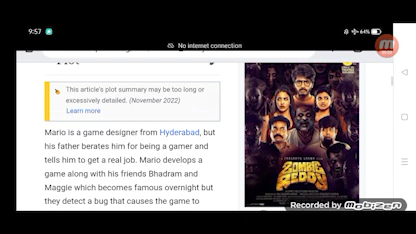 9:57
64%
No internet connection
This article's plot summary may be too long or
excessively detailed. (November 2022)
Learn more
Mario is a game designer from Hyderabad, but
his father berates him for being a gamer and
tells him to get a real job. Mario develops a
game along with his friends Bhadram and
Maggie which becomes famous overnight but
they detect a bug that causes the game to
ZOMBIE
REDDY
Recorded by mobizen